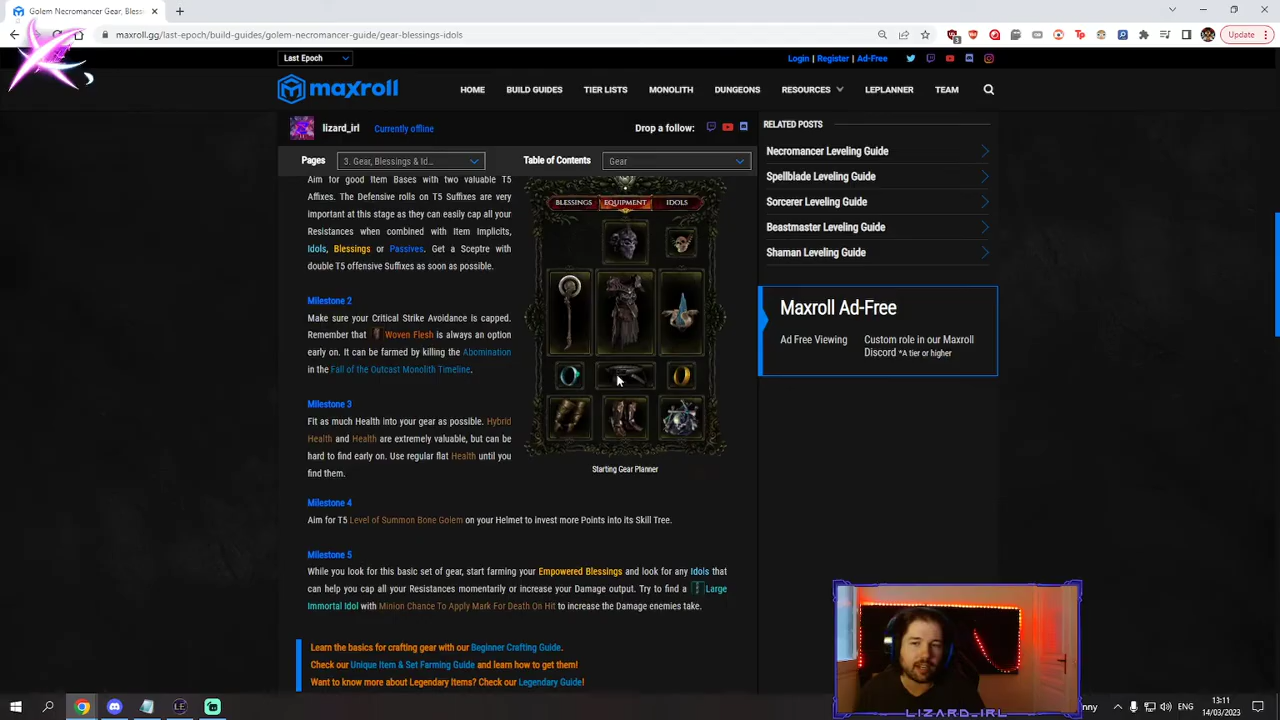 Golem Necromancer Gear, Bless
maxroll.gg/last-epoch/build-guides/golem-necromancer/gear-blessings-idols
3
Update
Last Epoch
Login | Register | Ad-Free
maxroll
HOME
BUILD GUIDES
TIER LISTS
MONOLITH
DUNGEONS
RESOURCES
LEPLANNER
TEAM
lizard_irl
Currently offline
Drop a follow:
Pages
3. Gear, Blessings & Id...
Table of Contents
Gear
Aim for good Item Bases with two valuable T5
Affixes. The Defensive rolls on T5 Suffixes are very
important at this stage as they can easily cap all your
Resistances when combined with Item Implicits,
Idols, Blessings or Passives. Get a Sceptre with
double T5 offensive Suffixes as soon as possible.
Milestone 2
Make sure your Critical Strike Avoidance is capped.
Remember that Woven Flesh is always an option
early on. It can be farmed by killing the Abomination
in the Fall of the Outcast Monolith Timeline.
Milestone 3
Fit as much Health into your gear as possible. Hybrid
Health and Health are extremely valuable, but can be
hard to find early on. Use regular flat Health until you
find them.
BLESSINGS
EQUIPMENT
IDOLS
Starting Gear Planner
Milestone 4
Aim for T5 Level of Summon Bone Golem on your Helmet to invest more Points into its Skill Tree.
Milestone 5
While you look for this basic set of gear, start farming your Empowered Blessings and look for any Idols that
can help you cap all your Resistances momentarily or increase your Damage output. Try to find a Large
Immortal Idol with Minion Chance To Apply Mark For Death On Hit to increase the Damage enemies take.
Learn the basics for crafting gear with our Beginner Crafting Guide.
Check our Unique Item & Set Farming Guide and learn how to get them!
Want to know more about Legendary Items? Check our Legendary Guide!
RELATED POSTS
Necromancer Leveling Guide
Spellblade Leveling Guide
Sorcerer Leveling Guide
Beastmaster Leveling Guide
Shaman Leveling Guide
Maxroll Ad-Free
Ad Free Viewing
Custom role in our Maxroll
Discord *A tier or higher
LIZARD_IRL
nny
ENG
13:11
14/03/2023